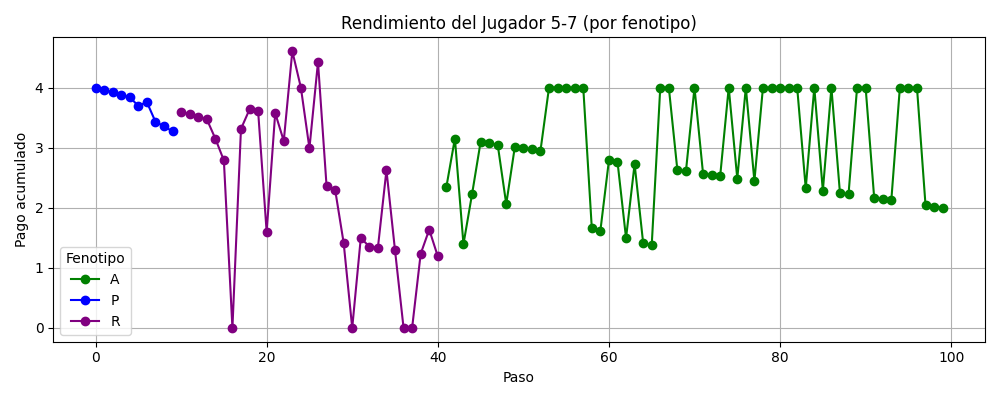 Rendimiento del Jugador 5-7 (por fenotipo)
Pago acumulado
4
3
2
1
0
Fenotipo
A
P
R
0 20 40 60 80 100
Paso